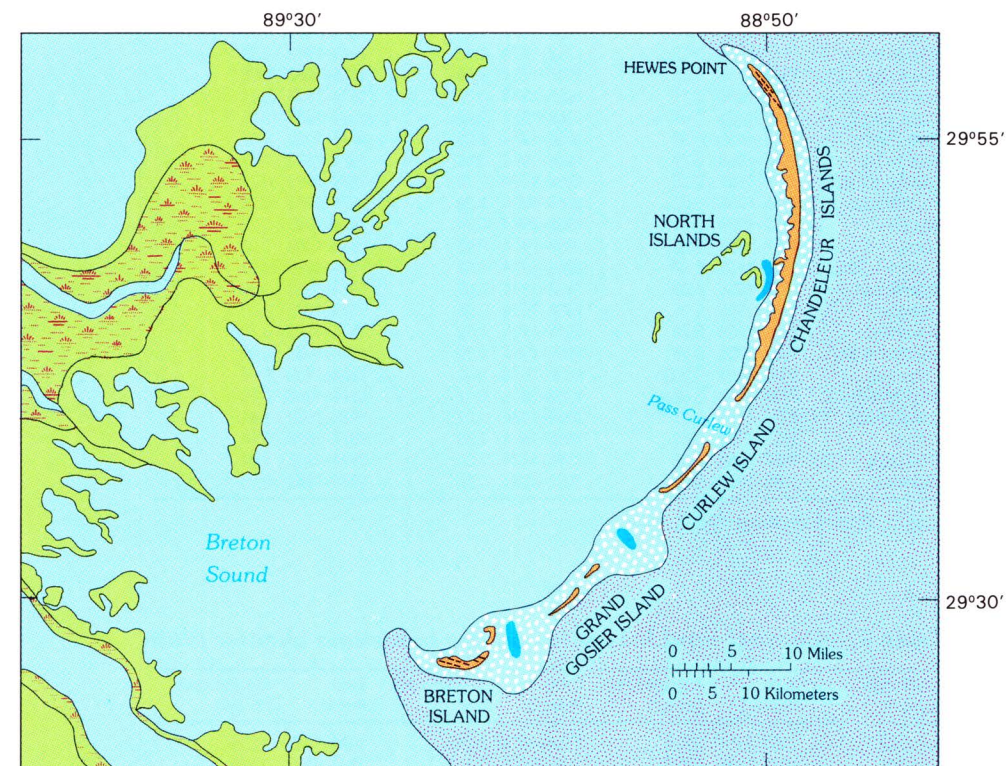 89°30′
88°50′
HEWES POINT
29°55′
NORTH
ISLANDS
CHANDELEUR ISLANDS
Pass Curlew
CURLEW ISLAND
Breton
Sound
29°30′
GRAND
GOSIER ISLAND
0 5 10 Miles
0 5 10 Kilometers
BRETON
ISLAND